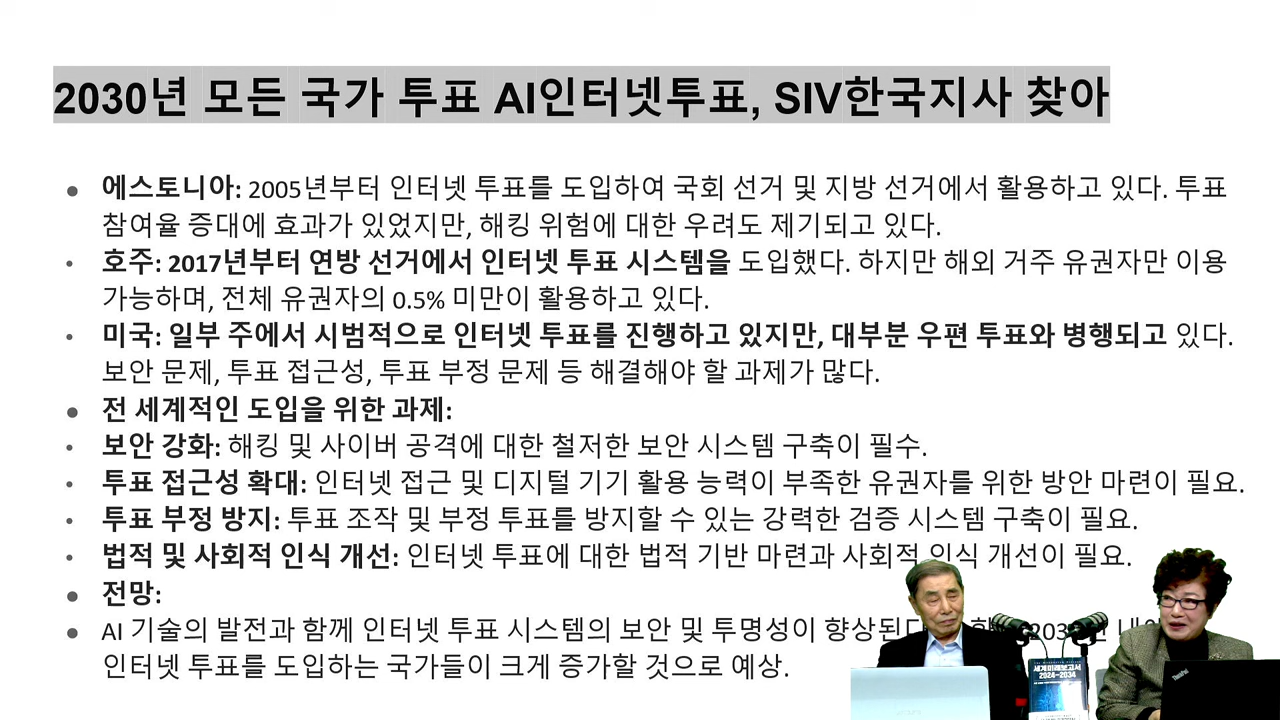 2030년 모든 국가 투표 AI인터넷투표, SIV한국지사 찾아
● 에스토니아: 2005년부터 인터넷 투표를 도입하여 국회 선거 및 지방 선거에서 활용하고 있다. 투표
참여율 증대에 효과가 있었지만, 해킹 위험에 대한 우려도 제기되고 있다.
• 호주: 2017년부터 연방 선거에서 인터넷 투표 시스템을 도입했다. 하지만 해외 거주 유권자만 이용
가능하며, 전체 유권자의 0.5% 미만이 활용하고 있다.
• 미국: 일부 주에서 시범적으로 인터넷 투표를 진행하고 있지만, 대부분 우편 투표와 병행되고 있다.
보안 문제, 투표 접근성, 투표 부정 문제 등 해결해야 할 과제가 많다.
● 전 세계적인 도입을 위한 과제:
• 보안 강화: 해킹 및 사이버 공격에 대한 철저한 보안 시스템 구축이 필수.
• 투표 접근성 확대: 인터넷 접근 및 디지털 기기 활용 능력이 부족한 유권자를 위한 방안 마련이 필요.
• 투표 부정 방지: 투표 조작 및 부정 투표를 방지할 수 있는 강력한 검증 시스템 구축이 필요.
• 법적 및 사회적 인식 개선: 인터넷 투표에 대한 법적 기반 마련과 사회적 인식 개선이 필요.
● 전망:
● AI 기술의 발전과 함께 인터넷 투표 시스템의 보안 및 투명성이 향상된다
인터넷 투표를 도입하는 국가들이 크게 증가할 것으로 예상.
세계미래보고서
2024~2034
ThinkPad